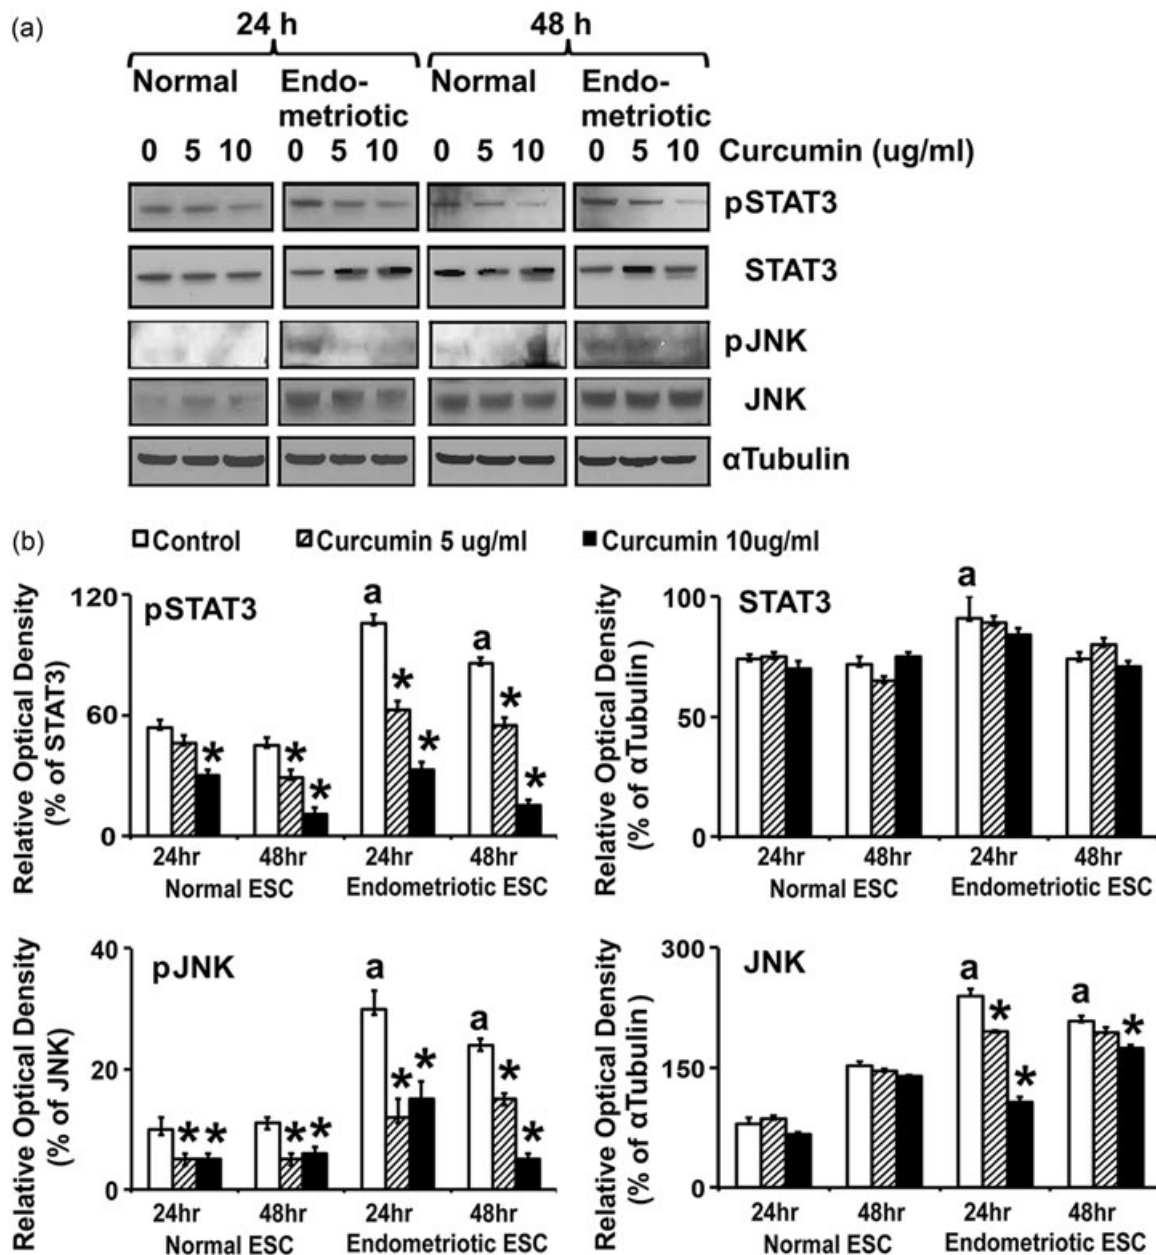 (a)
24 h 48 h
Normal Endo- Normal Endo-
metriotic metriotic
0 5 10 0 5 10 0 5 10 0 5 10 Curcumin (ug/ml)
pSTAT3
STAT3
pJNK
JNK
αTubulin
(b)
Control Curcumin 5 ug/ml Curcumin 10ug/ml
Relative Optical Density
(% of STAT3)
pSTAT3
120
60
0
a
a
* * * * * * *
24hr 48hr 24hr 48hr
Normal ESC Endometriotic ESC
Relative Optical Density
(% of αTubulin)
STAT3
100
50
0
a
24hr 48hr 24hr 48hr
Normal ESC Endometriotic ESC
Relative Optical Density
(% of JNK)
pJNK
40
20
0
a
a
* * * * * * * *
24hr 48hr 24hr 48hr
Normal ESC Endometriotic ESC
Relative Optical Density
(% of αTubulin)
JNK
300
150
0
a
a
* * *
24hr 48hr 24hr 48hr
Normal ESC Endometriotic ESC